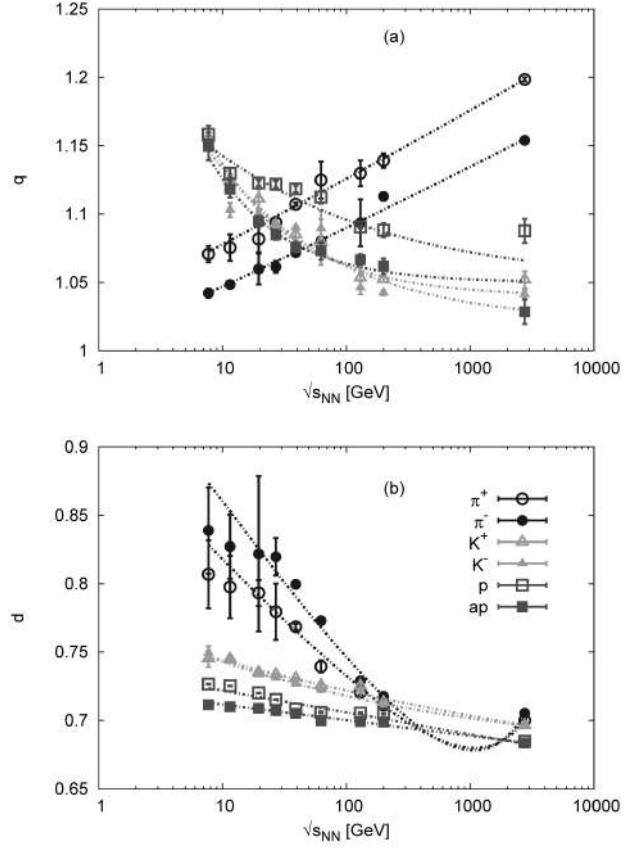 1.25
(a)
1.2
1.15
q
1.1
1.05
1
1 10 100 1000 10000
√sNN [GeV]
0.9
(b)
π+
0.85
π-
K+
K-
0.8
p
d
ap
0.75
0.7
0.65
1 10 100 1000 10000
√sNN [GeV]